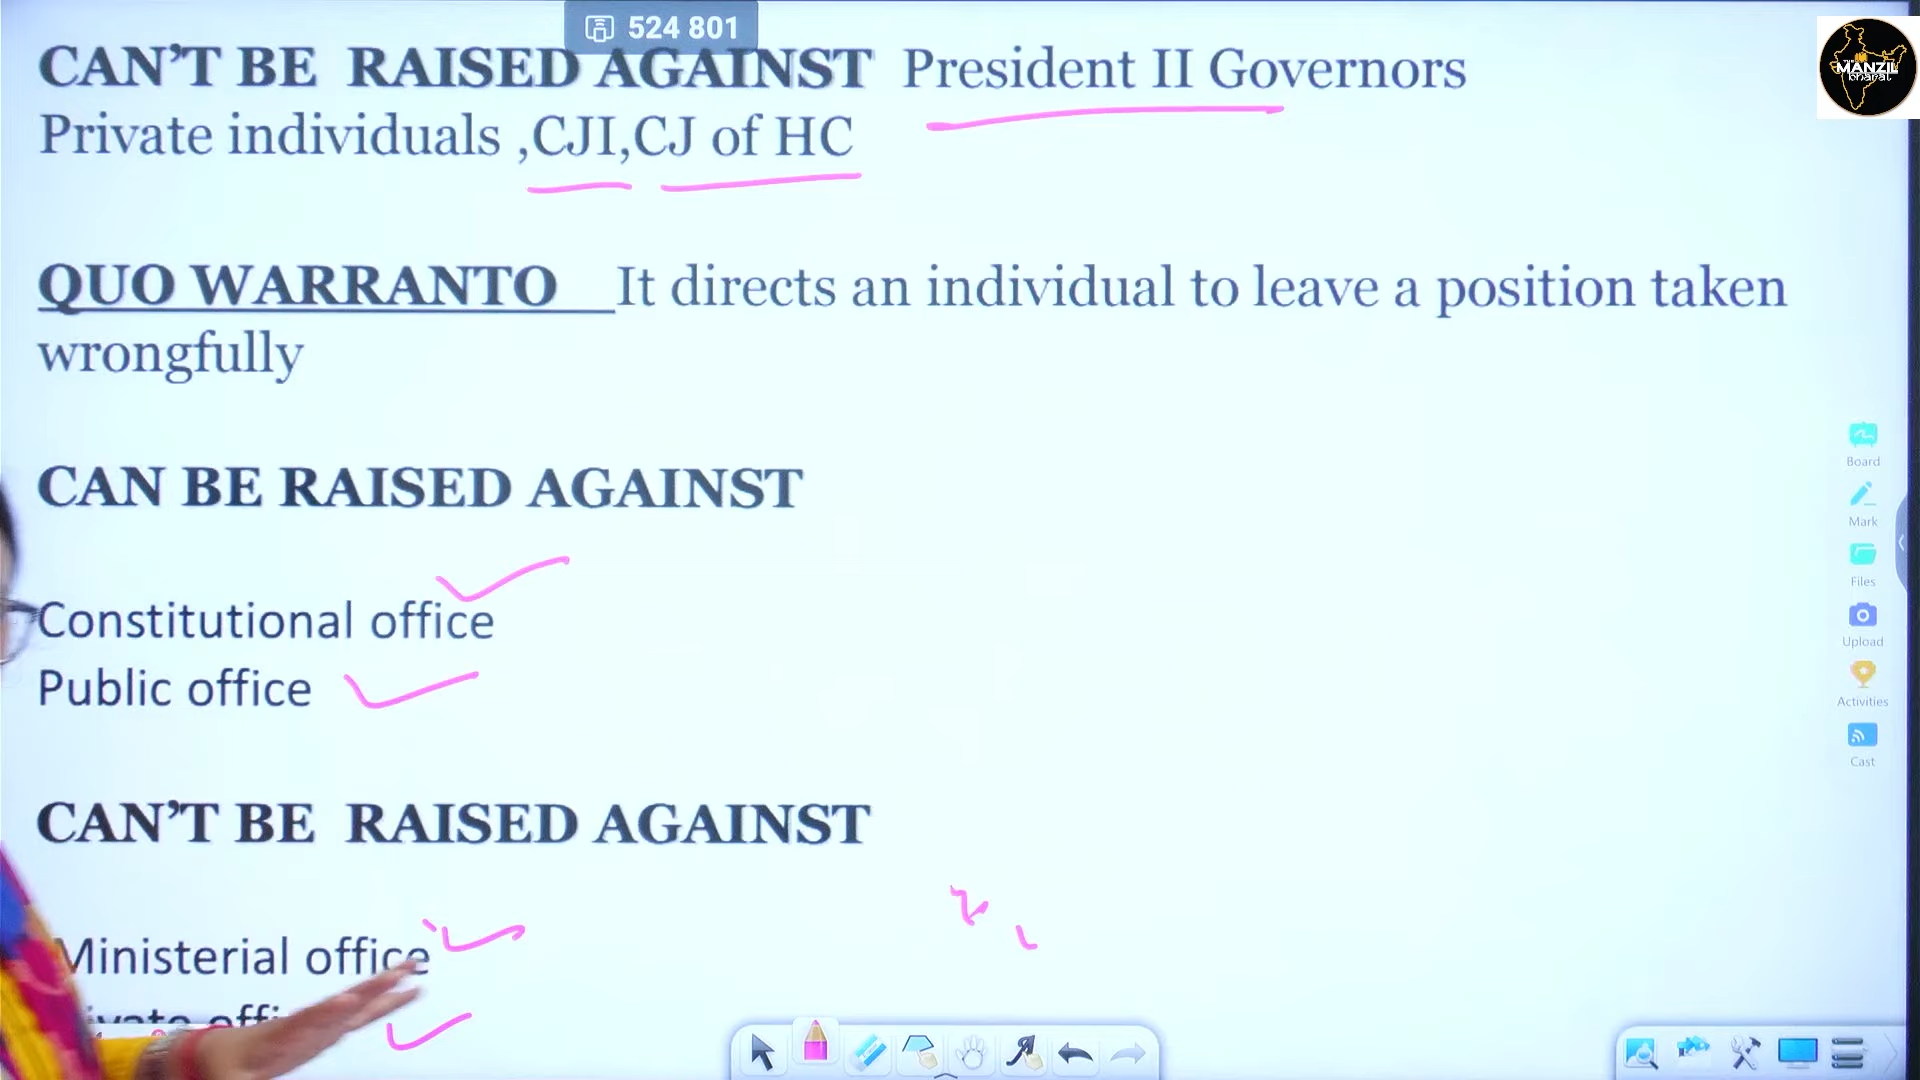 524 801
CAN'T BE RAISED AGAINST President II Governors
Private individuals ,CJI,CJ of HC
MANZIL
bharat
QUO WARRANTO It directs an individual to leave a position taken
wrongfully
CAN BE RAISED AGAINST
Constitutional office
Public office
CAN'T BE RAISED AGAINST
Ministerial office
Board
Mark
Files
Upload
Activities
Cast